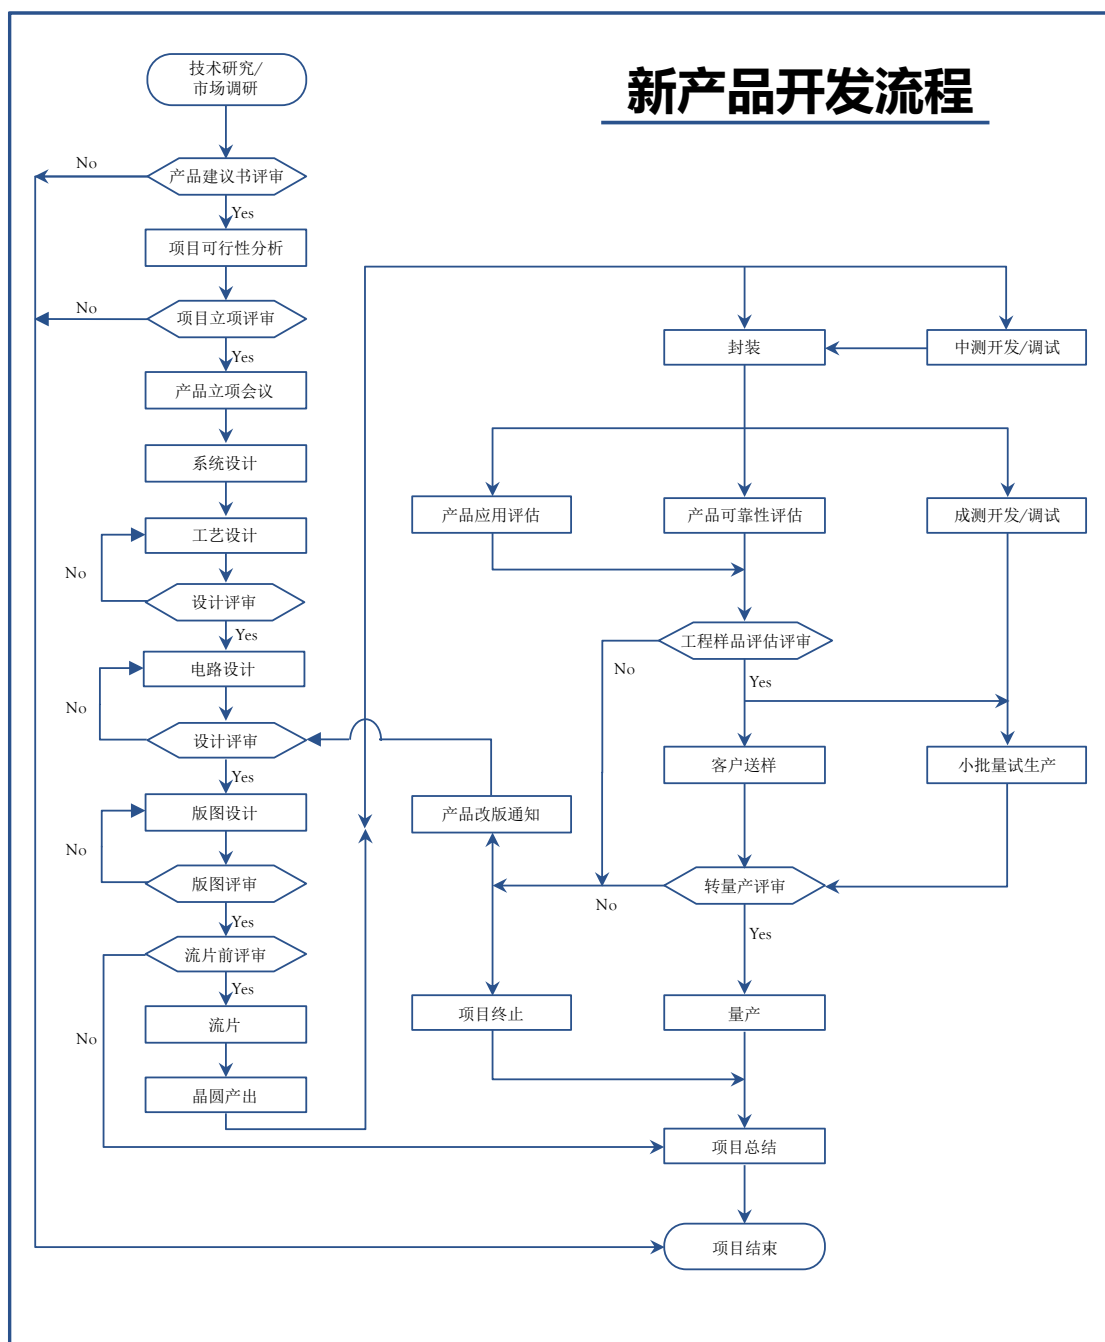 新产品开发流程
技术研究/
市场调研
No
产品建议书评审
Yes
项目可行性分析
No
项目立项评审
Yes
产品立项会议
系统设计
工艺设计
No
设计评审
Yes
电路设计
No
设计评审
Yes
版图设计
No
版图评审
Yes
流片前评审
Yes
No
流片
晶圆产出
封装
中测开发/调试
产品应用评估
产品可靠性评估
成测开发/调试
工程样品评估评审
No
Yes
客户送样
小批量试生产
产品改版通知
转量产评审
No
Yes
项目终止
量产
项目总结
项目结束